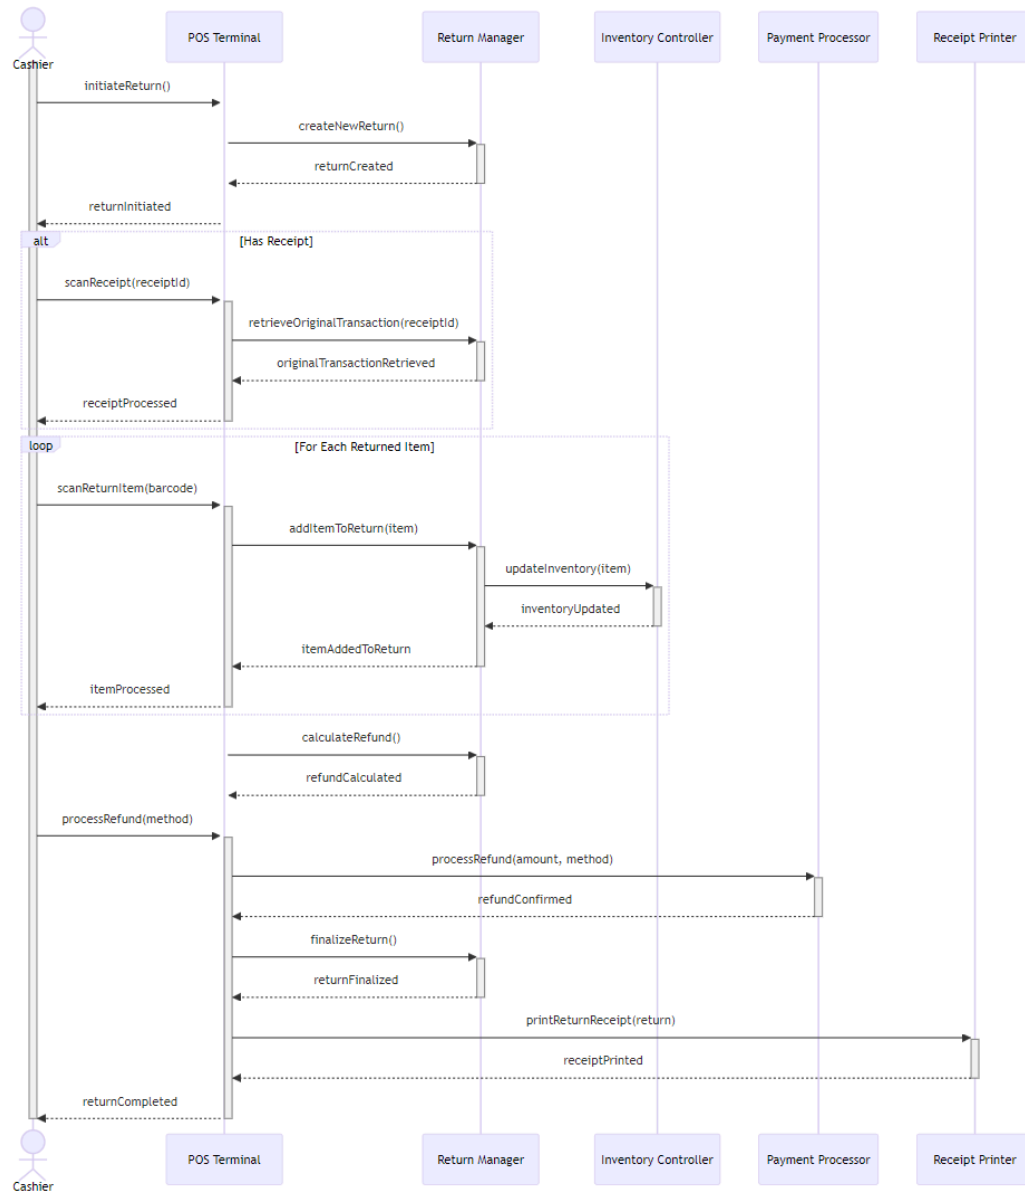 POS Terminal
Return Manager
Inventory Controller
Payment Processor
Receipt Printer
Cashier
initiateReturn()
createNewReturn()
returnCreated
returnInitiated
alt
[Has Receipt]
scanReceipt(receiptId)
retrieveOriginalTransaction(receiptId)
originalTransactionRetrieved
receiptProcessed
loop
[For Each Returned Item]
scanReturnItem(barcode)
addItemToReturn(item)
updateInventory(item)
inventoryUpdated
itemAddedToReturn
itemProcessed
calculateRefund()
refundCalculated
processRefund(method)
processRefund(amount, method)
refundConfirmed
finalizeReturn()
returnFinalized
printReturnReceipt(return)
receiptPrinted
returnCompleted
POS Terminal
Return Manager
Inventory Controller
Payment Processor
Receipt Printer
Cashier